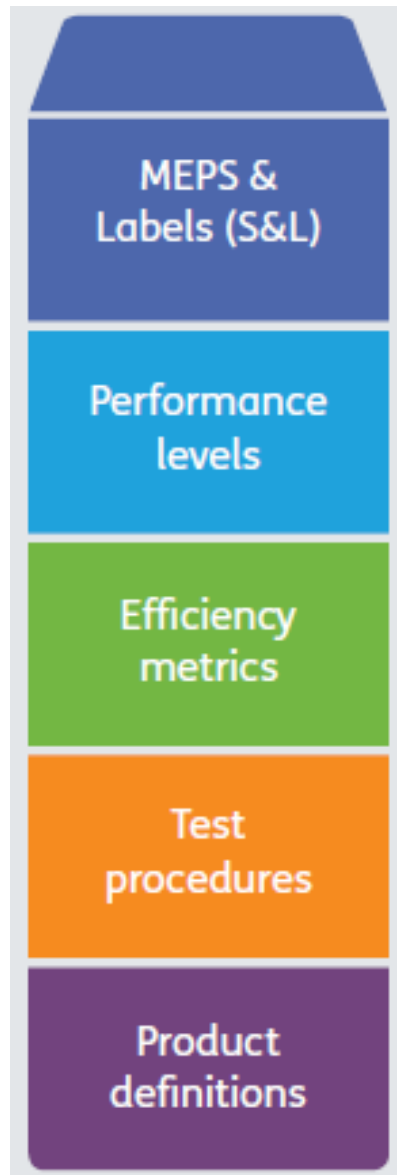 MEPS &
Labels (S&L)
Performance
levels
Efficiency
metrics
Test
procedures
Product
definitions